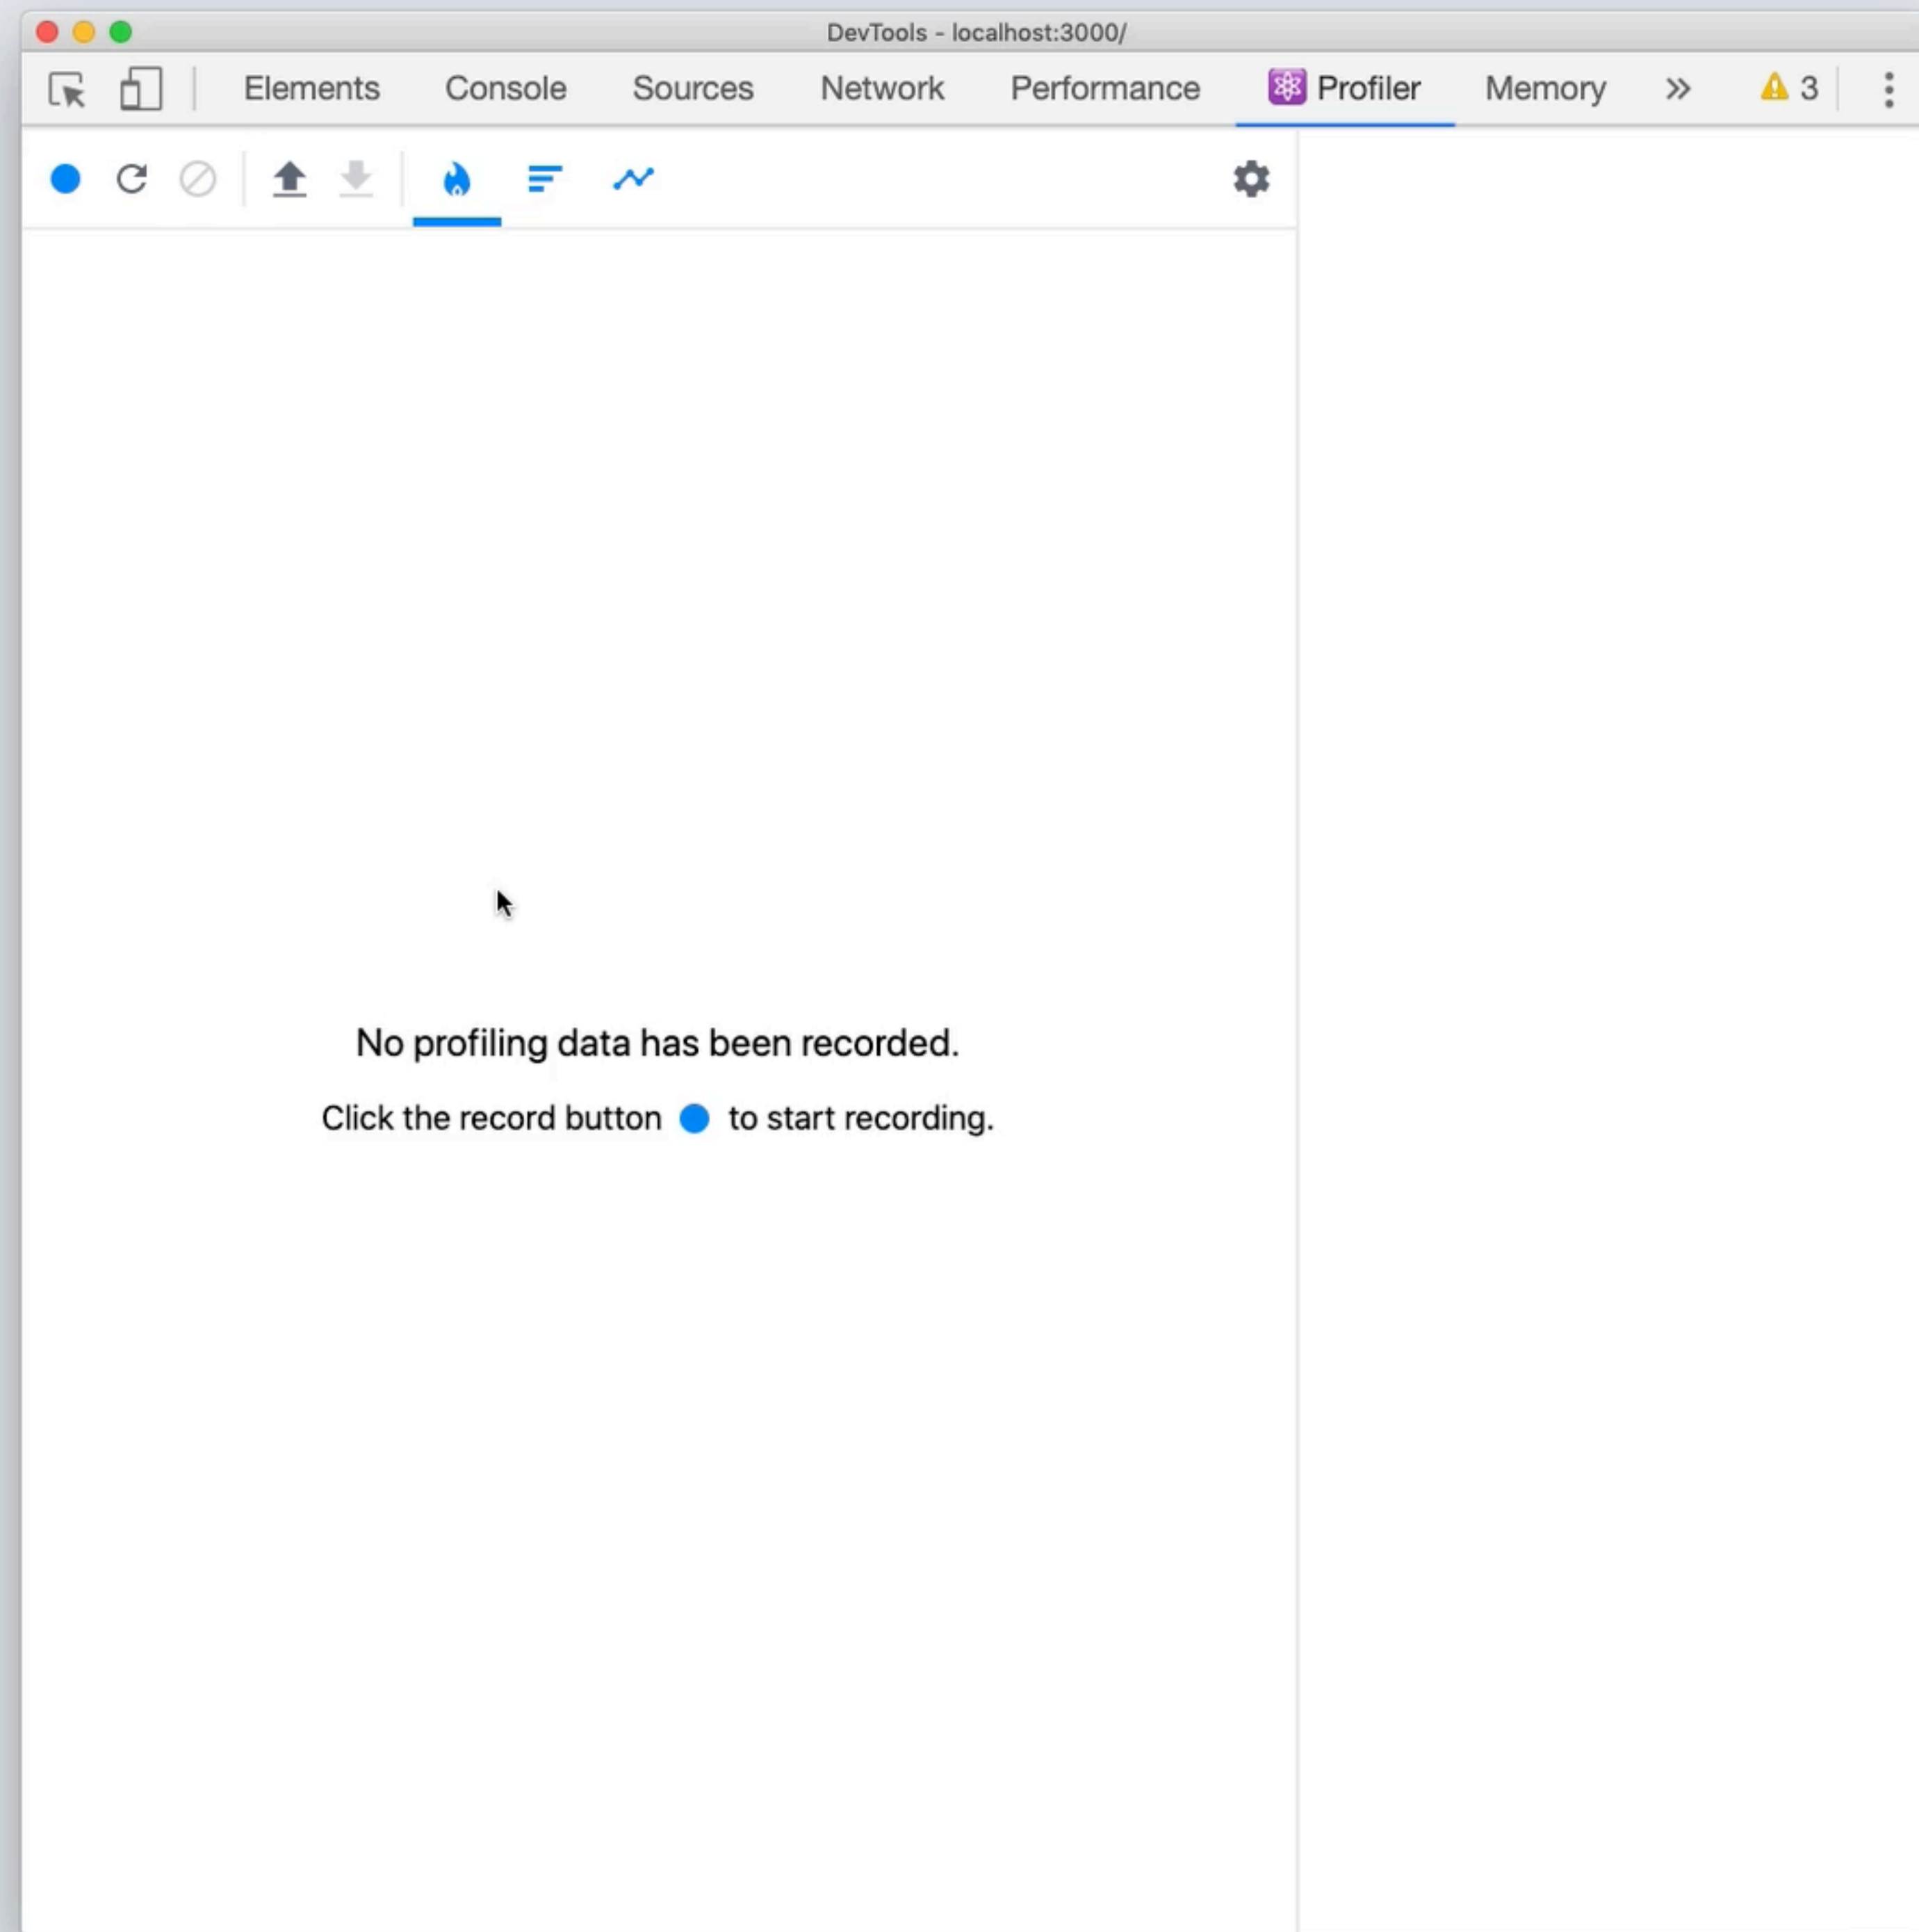 DevTools - localhost:3000/
Elements Console Sources Network Performance Profiler Memory » 3
No profiling data has been recorded.
Click the record button to start recording.